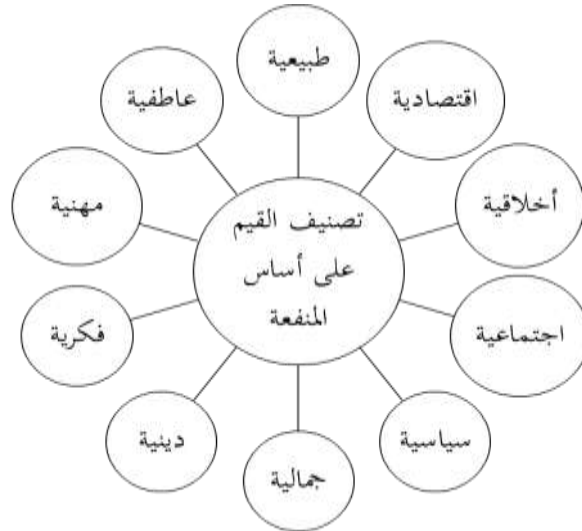 طبيعية
اقتصادية
عاطفية
أخلاقية
مهنية
تصنيف القيم
على أساس
المنفعة
اجتماعية
فكرية
سياسية
دينية
جمالية